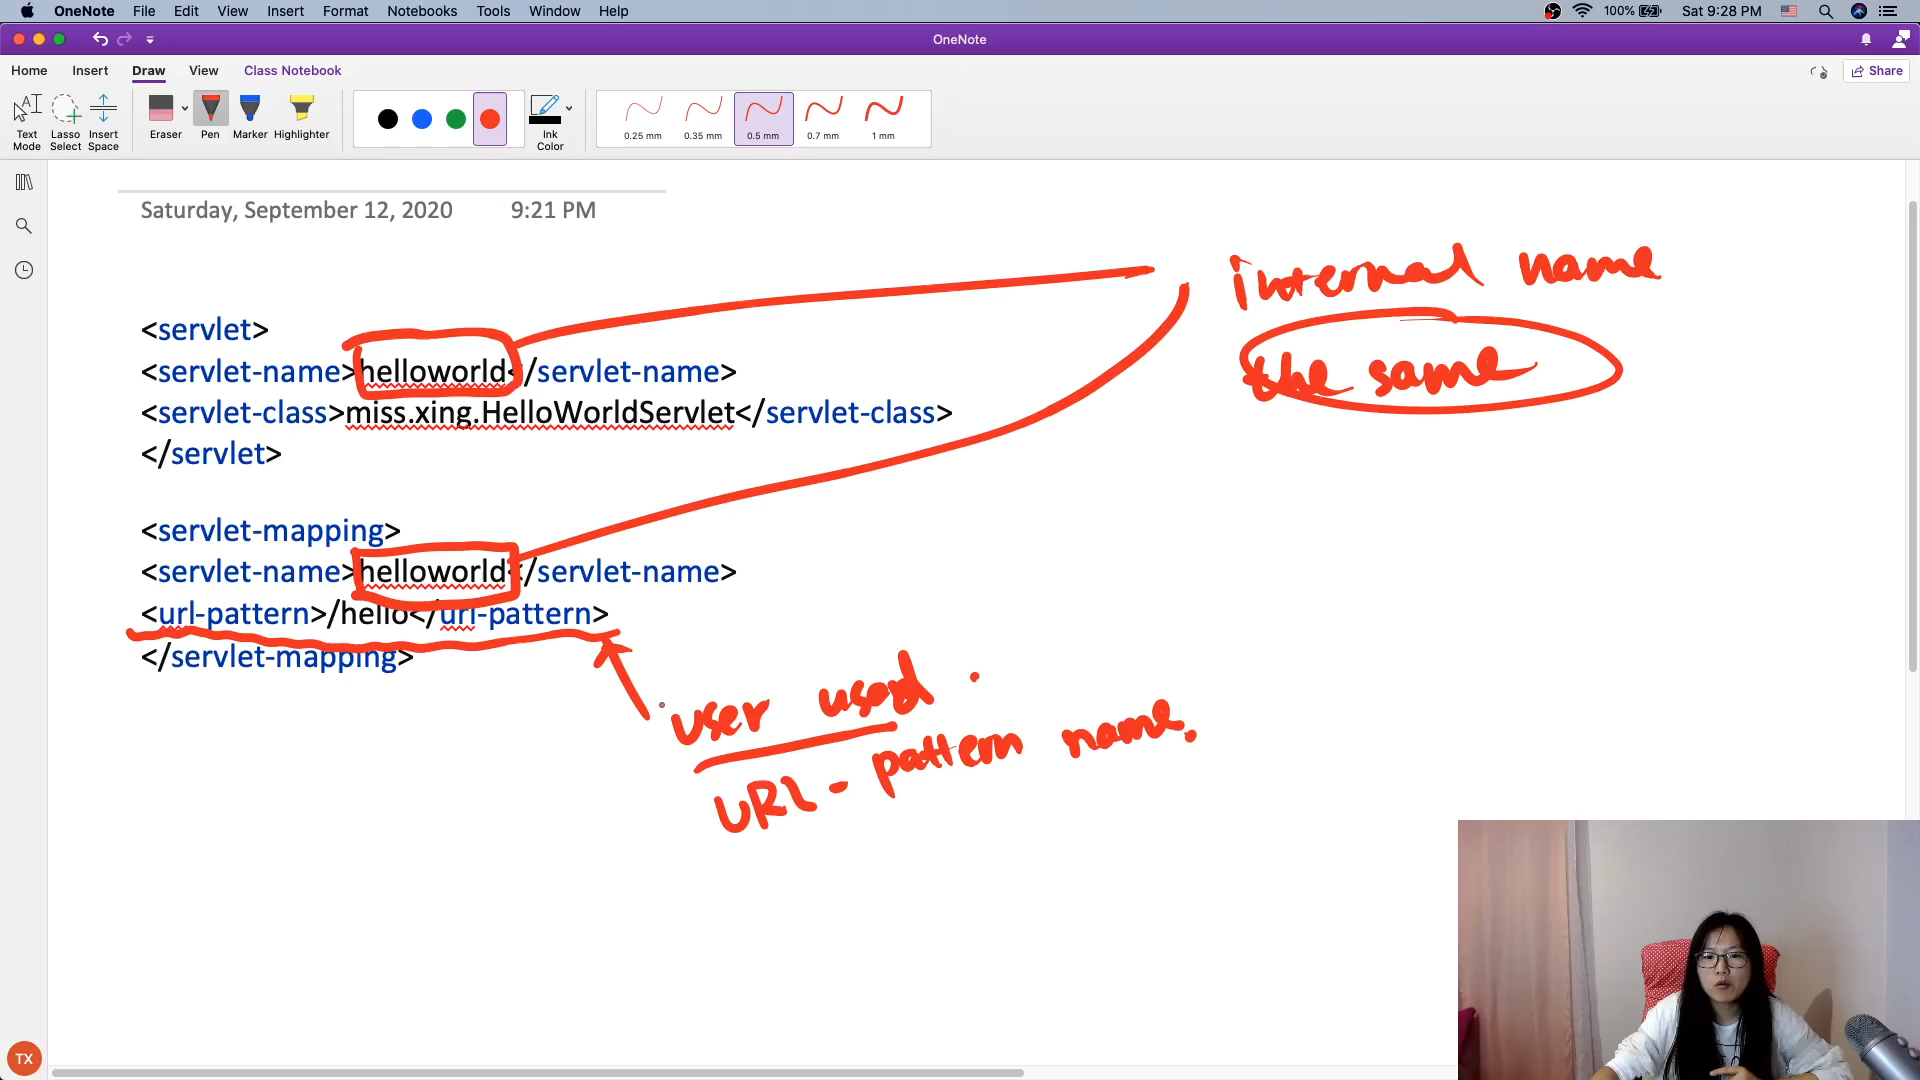 OneNote File Edit View Insert Format Notebooks Tools Window Help 100% Sat 9:28 PM
OneNote
Home Insert Draw View Class Notebook Share
Text Mode Lasso Select Insert Space Eraser Pen Marker Highlighter Ink Color 0.25 mm 0.35 mm 0.5 mm 0.7 mm 1 mm
Saturday, September 12, 2020 9:21 PM
internal name
the same
<servlet>
<servlet-name>helloworld</servlet-name>
<servlet-class>miss.xing.HelloWorldServlet</servlet-class>
</servlet>
<servlet-mapping>
<servlet-name>helloworld</servlet-name>
<url-pattern>/hello</url-pattern>
</servlet-mapping>
user used.
URL-pattern name.
TX